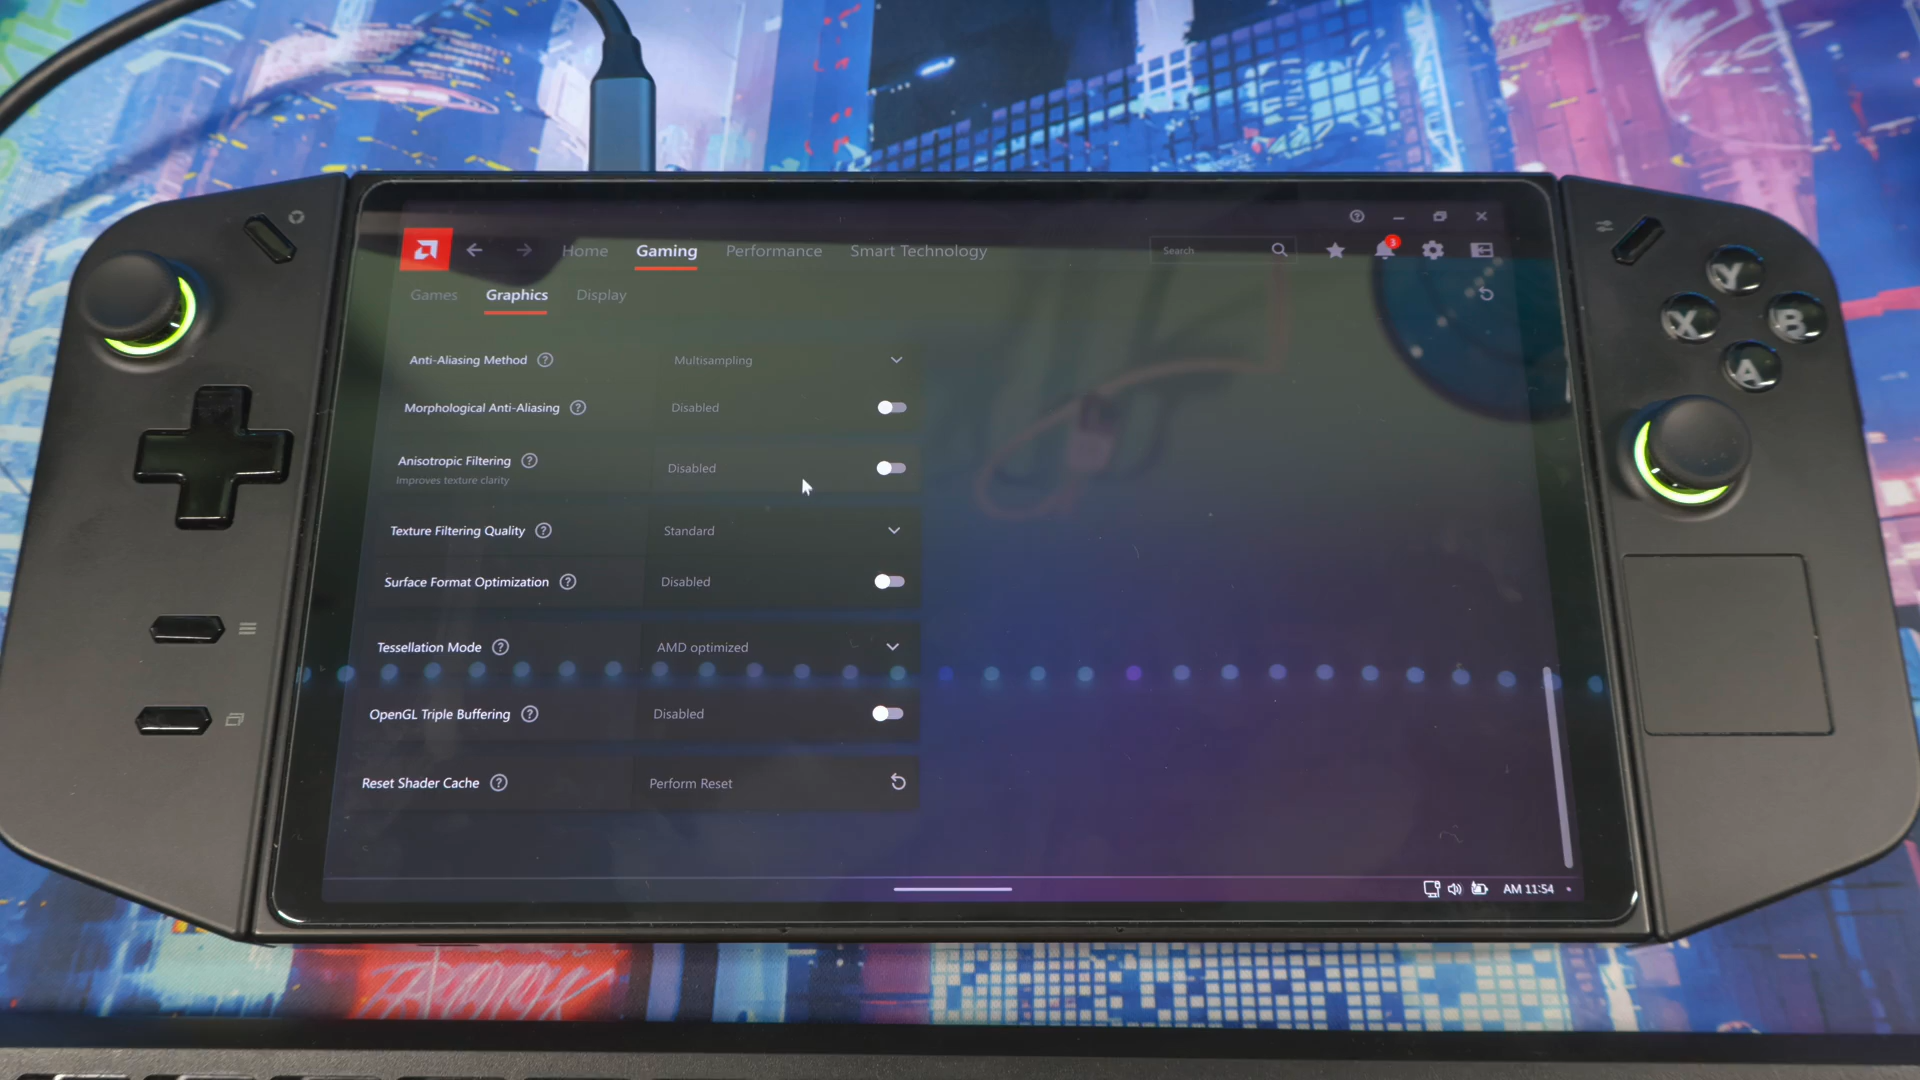 Home Gaming Performance Smart Technology Search 3
Games Graphics Display
Anti-Aliasing Method ? Multisampling
Morphological Anti-Aliasing ? Disabled
Anisotropic Filtering ? Disabled
Improves texture clarity
Texture Filtering Quality ? Standard
Surface Format Optimization ? Disabled
Tessellation Mode ? AMD optimized
OpenGL Triple Buffering ? Disabled
Reset Shader Cache ? Perform Reset
AM 11:54
Y
X B
A